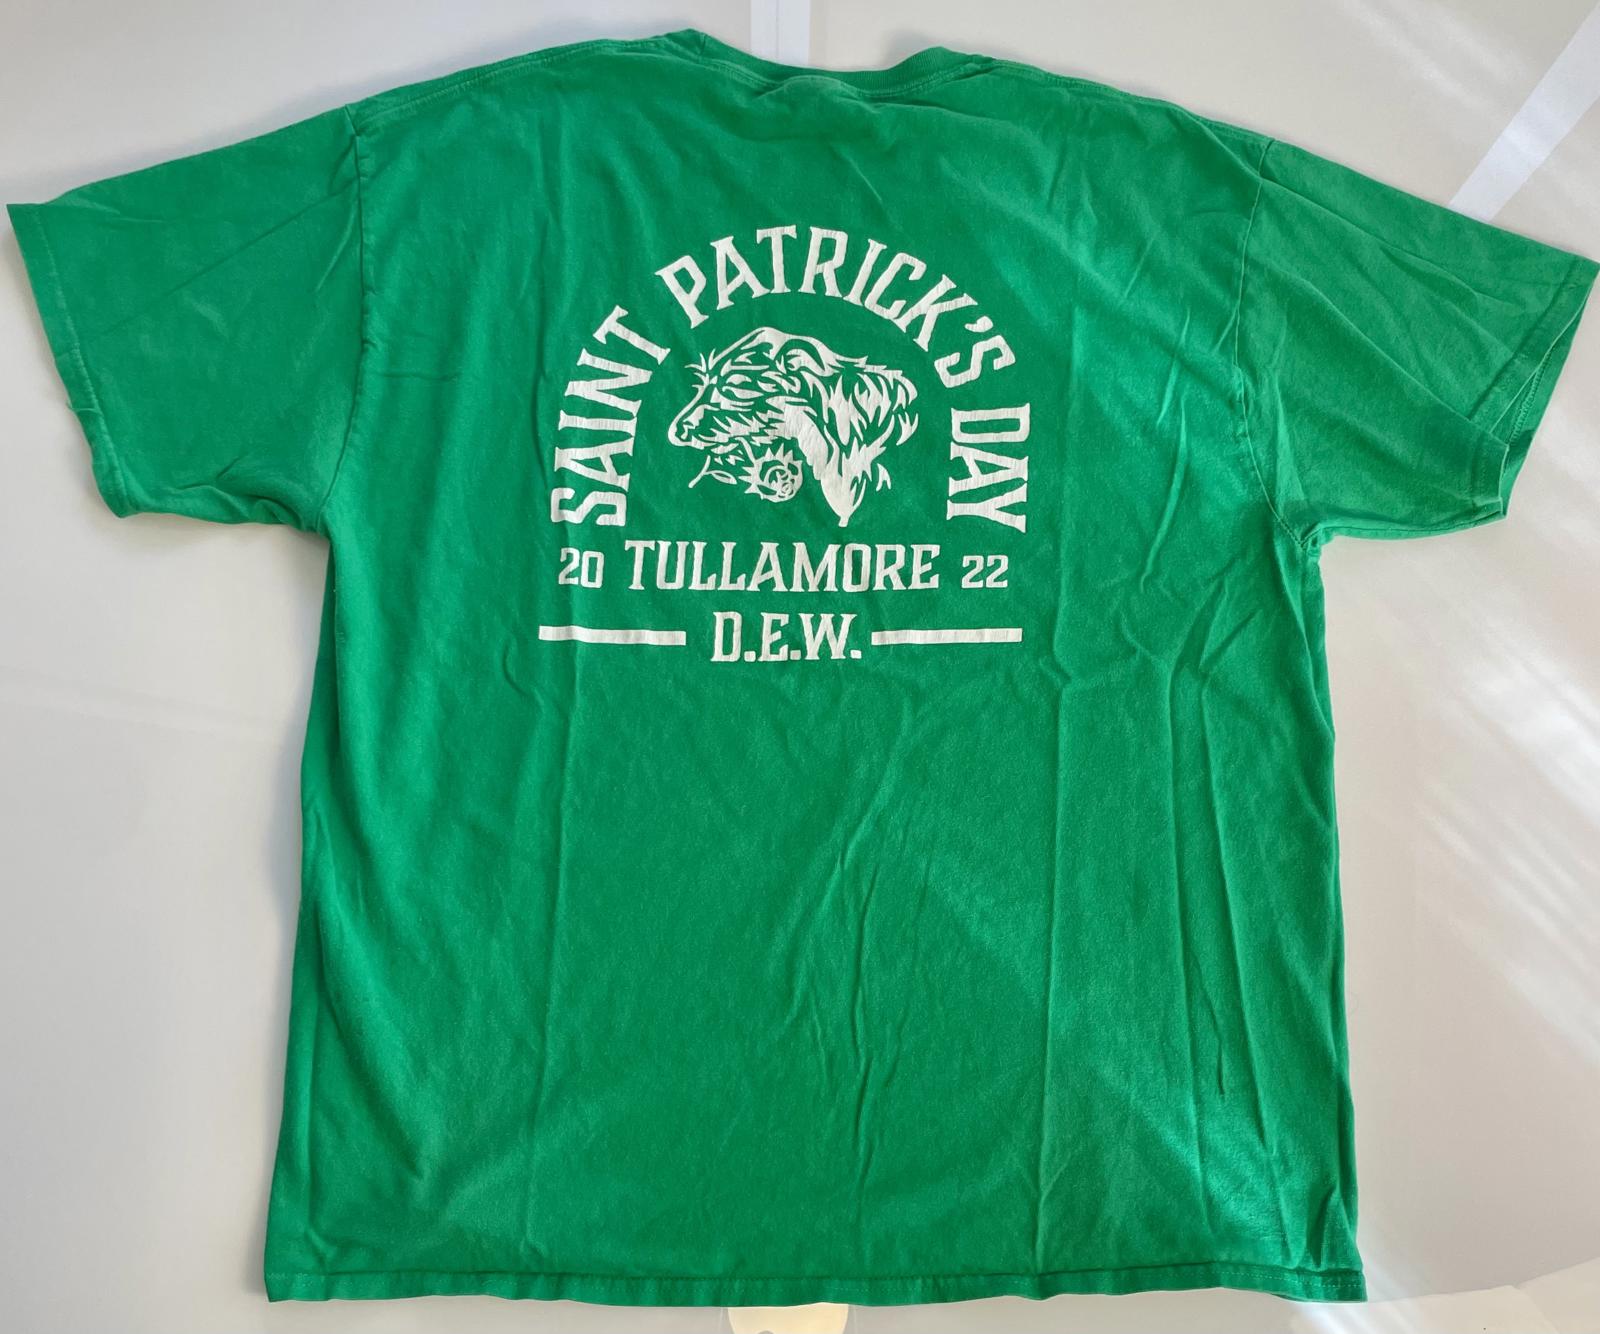 SAINT PATRICK'S DAY
20 TULLAMORE 22
D.E.W.